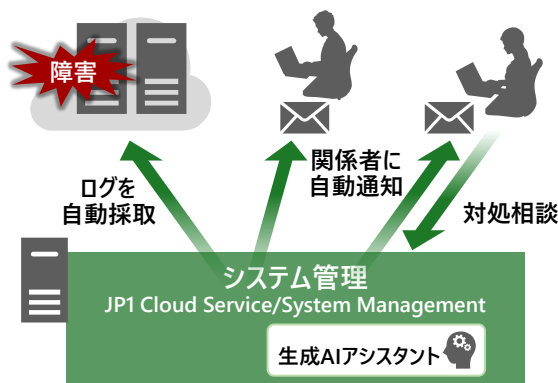 障害
関係者に
自動通知
ログを
自動採取
対処相談
システム管理
JP1 Cloud Service/System Management
生成AIアシスタント